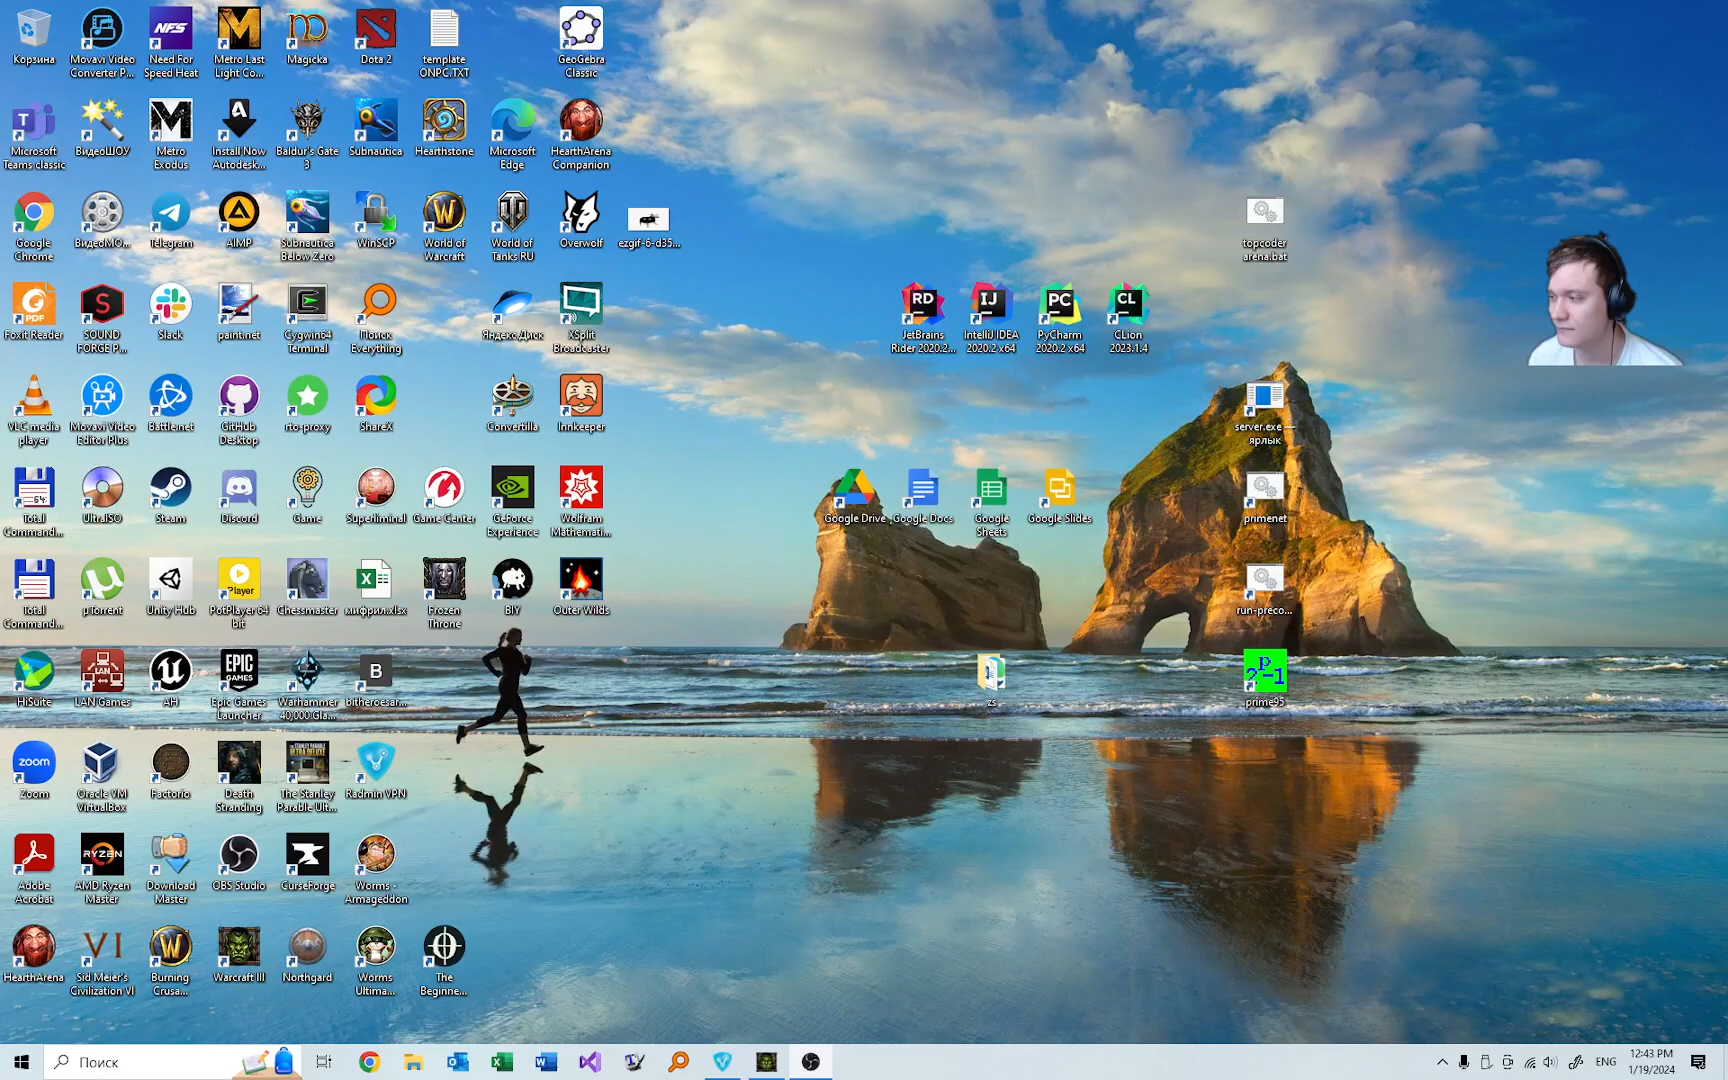 Корзина
Movavi Video
Converter P...
Need For
Speed Heat
Metro Last
Light Co...
Magicka
Dota 2
template
ONPC.TXT
GeoGebra
Classic
Microsoft
Teams classic
ВидеоШОУ
Metro
Exodus
Install Now
Autodesk...
Baldur's Gate
3
Subnautica
Hearthstone
Microsoft
Edge
HearthArena
Companion
Google
Chrome
ВидеоМО...
Telegram
AIMP
Subnautica
Below Zero
WinSCP
World of
Warcraft
World of
Tanks RU
Overwolf
ezgif-6-d35...
topcoder
arena.bat
Foxit Reader
SOUND
FORGE P...
Slack
paint.net
Cygwin64
Terminal
Поиск
Everything
Яндекс.Диск
XSplit
Broadcaster
JetBrains
Rider 2020.2...
IntelliJ IDEA
2020.2 x64
PyCharm
2020.2 x64
CLion
2023.1.4
VLC media
player
Movavi Video
Editor Plus
Battle.net
GitHub
Desktop
rto-proxy
ShareX
Convertilla
Innkeeper
server.exe —
ярлык
Total
Command...
UltraISO
Steam
Discord
Game
Superliminal
Game Center
GeForce
Experience
Wolfram
Mathemati...
Google Drive
Google Docs
Google
Sheets
Google Slides
primenet
Total
Command...
µTorrent
Unity Hub
PotPlayer 64
bit
Chessmaster
мифрил.xlsx
Frozen
Throne
BIY
Outer Wilds
run-preco...
HiSuite
LAN Games
АН
Epic Games
Launcher
Warhammer
40,000 Gla...
bitheroesar...
zs
prime95
Zoom
Oracle VM
VirtualBox
Factorio
Death
Stranding
The Stanley
Parable Ult...
Radmin VPN
Adobe
Acrobat
AMD Ryzen
Master
Download
Master
OBS Studio
CurseForge
Worms -
Armageddon
HearthArena
Sid Meier's
Civilization VI
Burning
Crusa...
Warcraft III
Northgard
Worms
Ultima...
The
Beginne...
Поиск
ENG
12:43 PM
1/19/2024